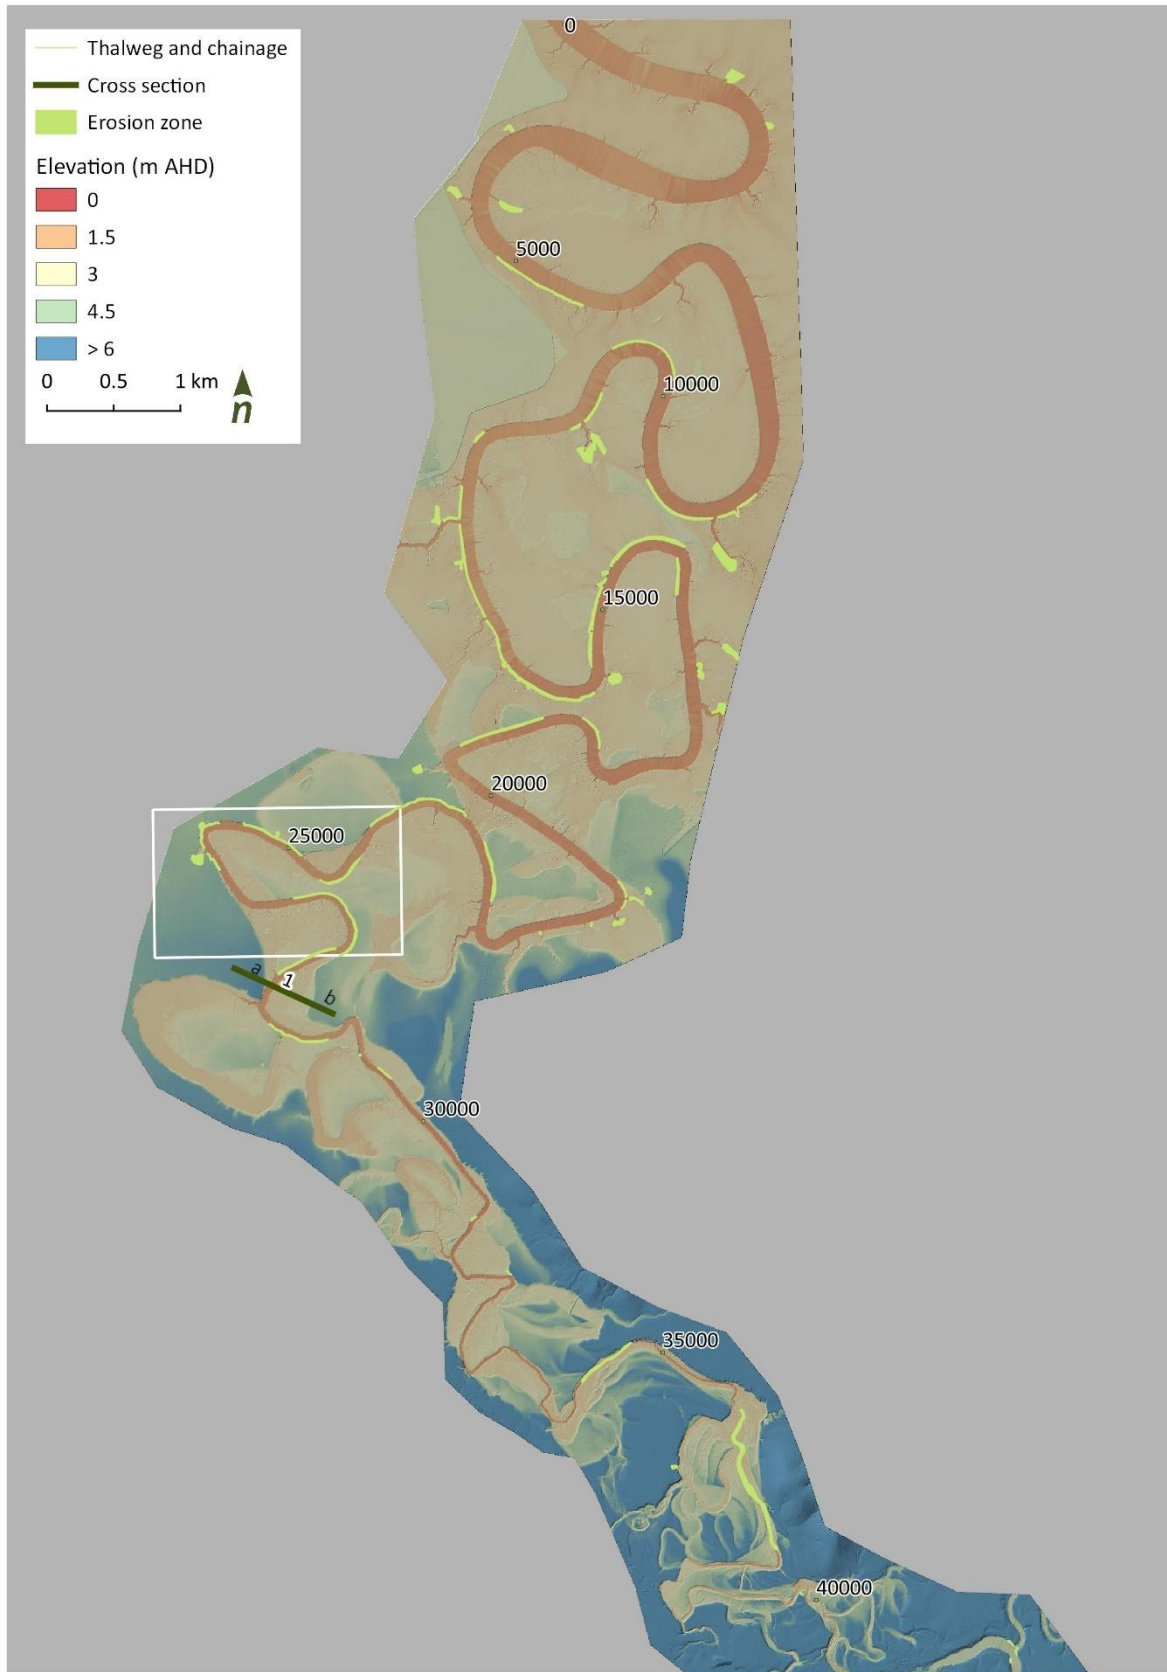 Thalweg and chainage
Cross section
Erosion zone
Elevation (m AHD)
0
1.5
3
4.5
> 6
0 0.5 1 km
n
0
5000
10000
15000
20000
25000
a 1 b
30000
35000
40000